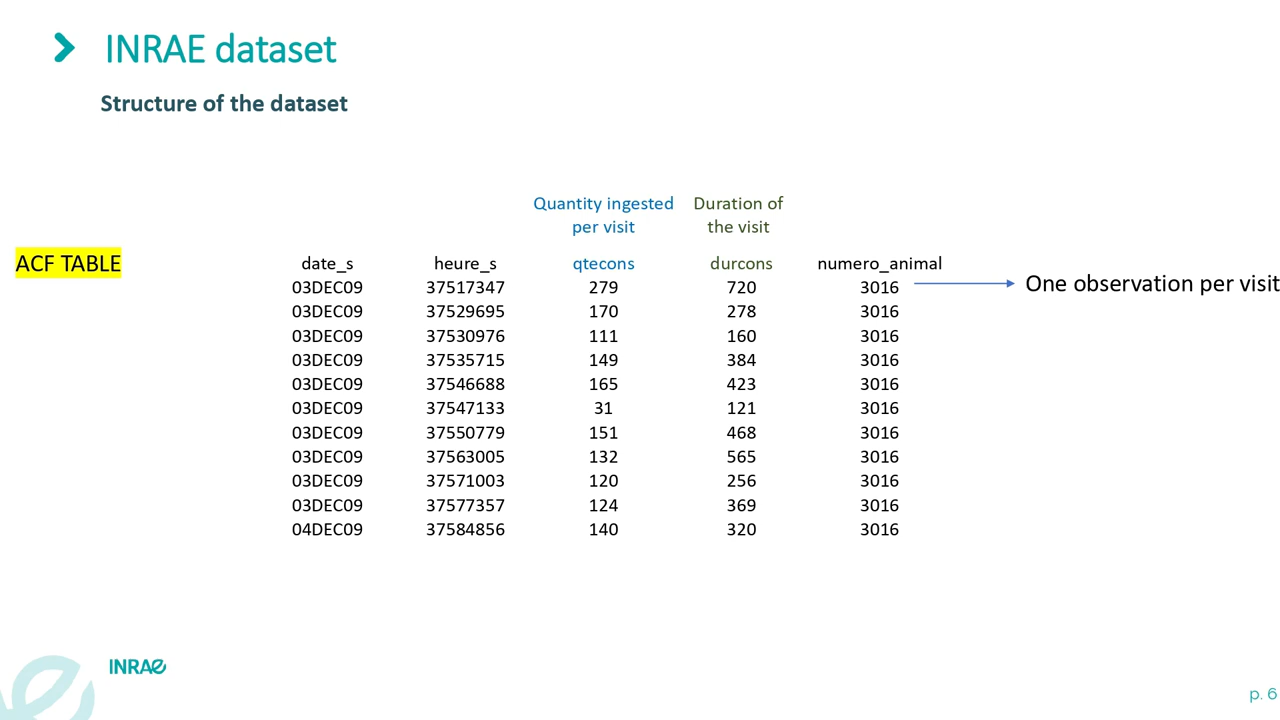 INRAE dataset
Structure of the dataset
Quantity ingested per visit
Duration of the visit
ACF TABLE
date_s heure_s qtecons durcons numero_animal
03DEC09 37517347 279 720 3016
One observation per visit
03DEC09 37529695 170 278 3016
03DEC09 37530976 111 160 3016
03DEC09 37535715 149 384 3016
03DEC09 37546688 165 423 3016
03DEC09 37547133 31 121 3016
03DEC09 37550779 151 468 3016
03DEC09 37563005 132 565 3016
03DEC09 37571003 120 256 3016
03DEC09 37577357 124 369 3016
04DEC09 37584856 140 320 3016
INRAE
p. 6